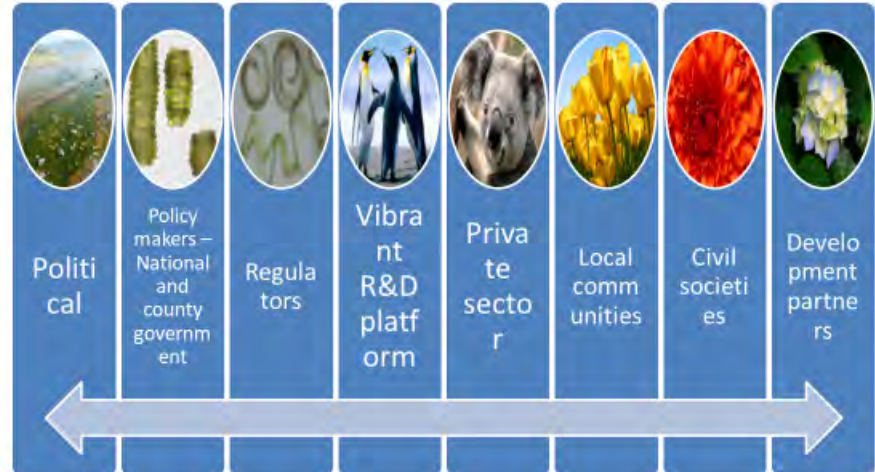 Politi
cal
Policy
makers –
National
and
county
governm
ent
Regula
tors
Vibra
nt
R&D
platf
orm
Priva
te
secto
r
Local
comm
unities
Civil
societi
es
Develo
pment
partne
rs